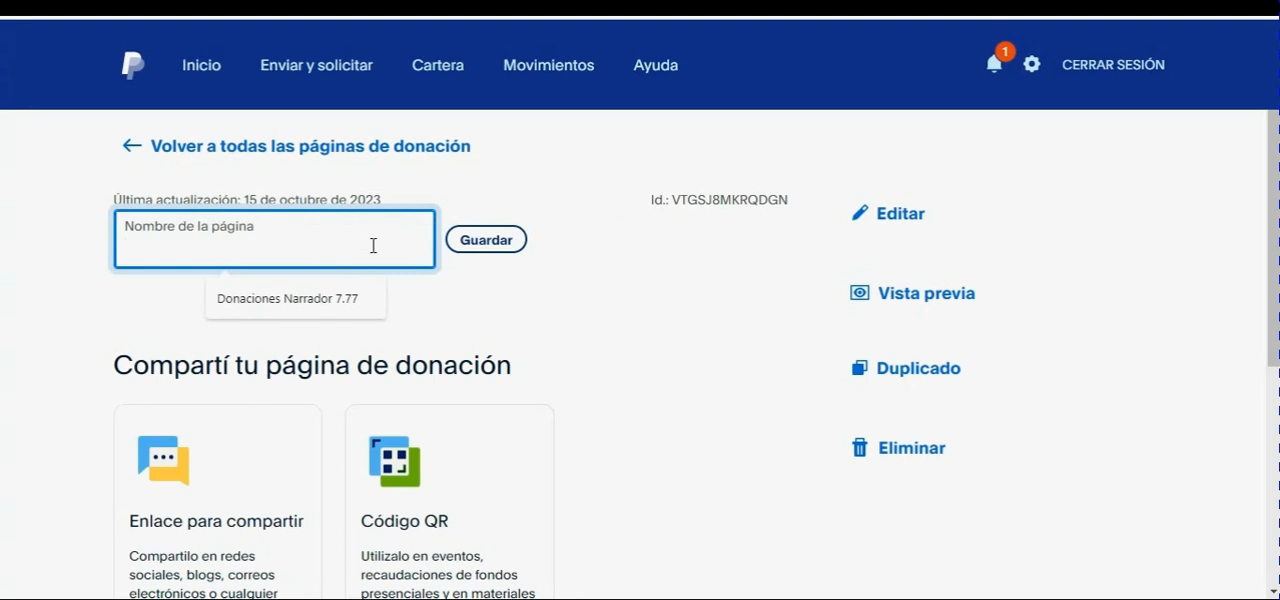 Inicio
Enviar y solicitar
Cartera
Movimientos
Ayuda
1
CERRAR SESIÓN
Volver a todas las páginas de donación
Última actualización: 15 de octubre de 2023
Id.: VTGSJ8MKRQDGN
Nombre de la página
Guardar
Donaciones Narrador 7.77
Editar
Vista previa
Duplicado
Eliminar
Compartí tu página de donación
Enlace para compartir
Compartilo en redes
sociales, blogs, correos
electrónicos o cualquier
Código QR
Utilizalo en eventos,
recaudaciones de fondos
presenciales y en materiales